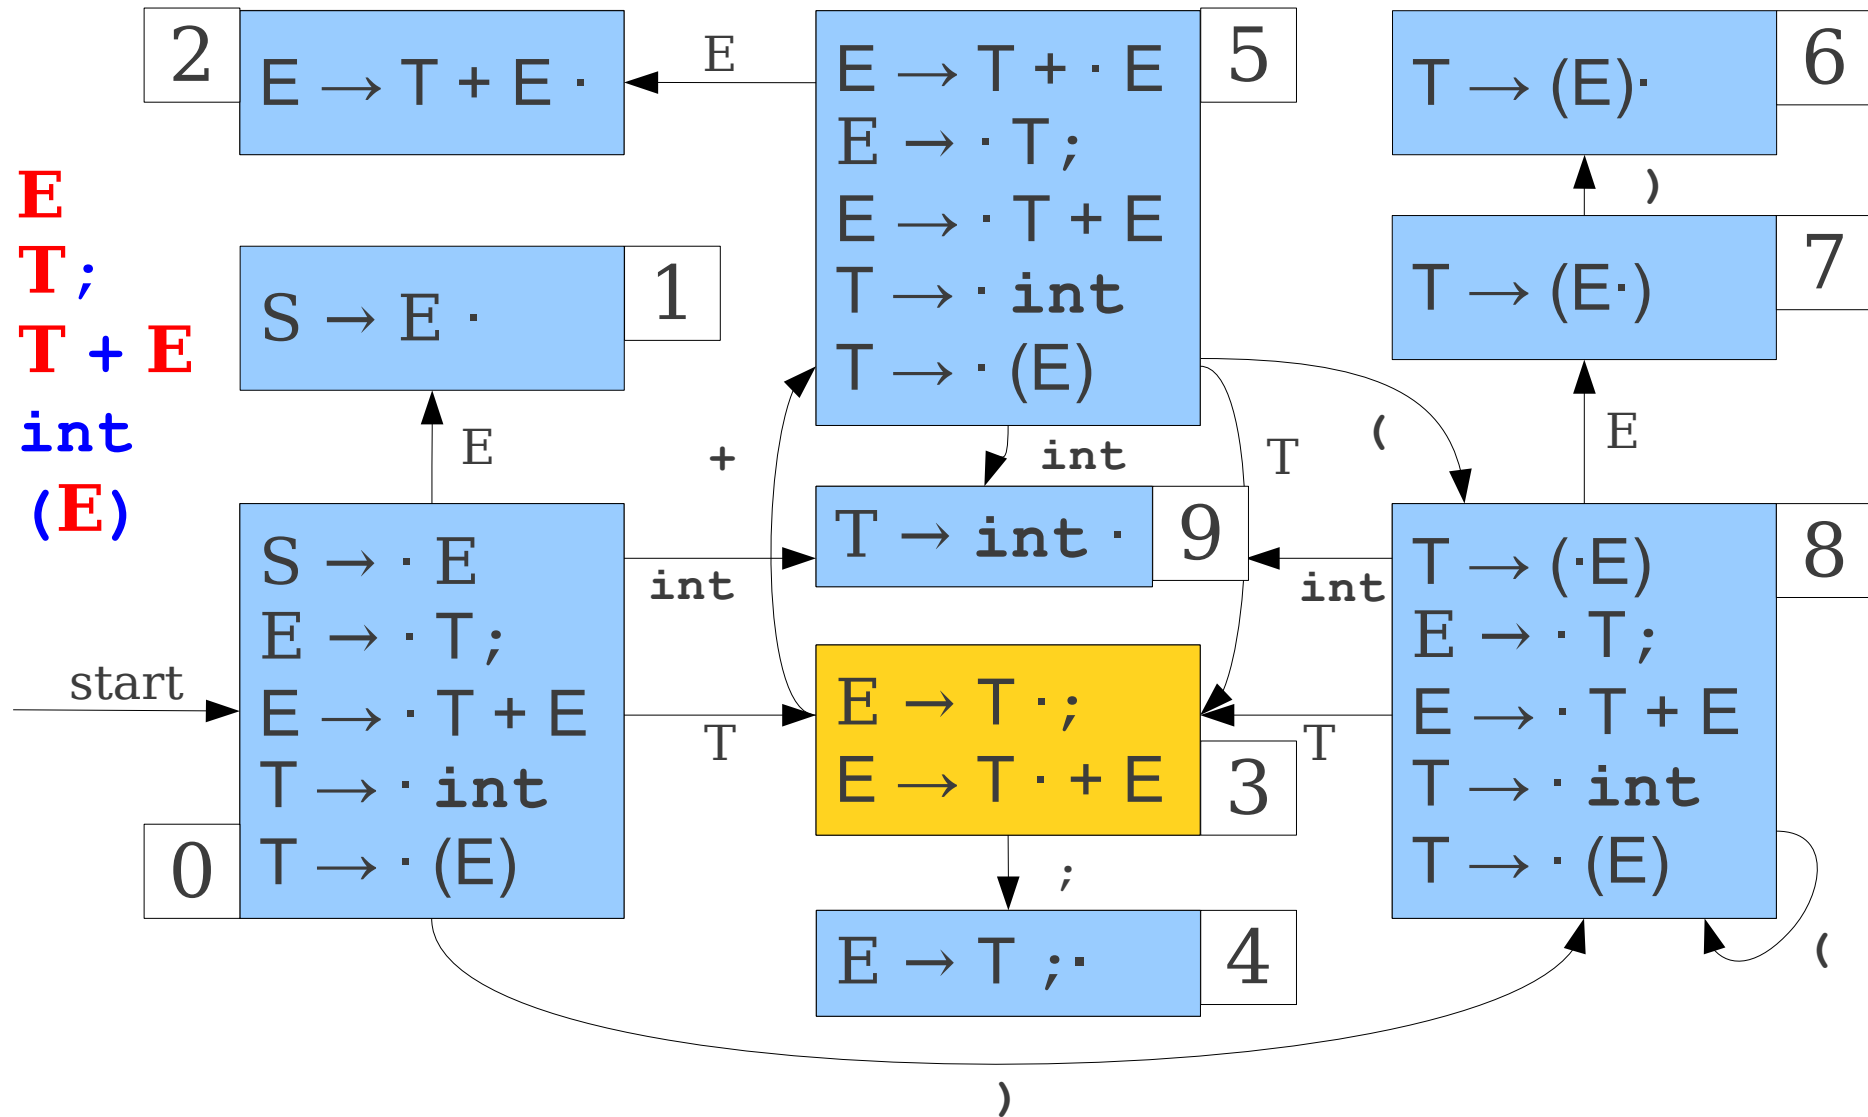 2
E → T + E ·
E
5
E → T + · E
E → · T ;
E → · T + E
T → · int
T → · (E)
6
T → (E)·
)
E
T ;
T + E
int
(E)
1
S → E ·
7
T → (E·)
E
+
int
T
(
E
T → int ·
9
0
S → · E
E → · T ;
E → · T + E
T → · int
T → · (E)
start
int
T
int
T
8
T → (·E)
E → · T ;
E → · T + E
T → · int
T → · (E)
E → T · ;
E → T · + E
3
;
E → T ;·
4
(
)